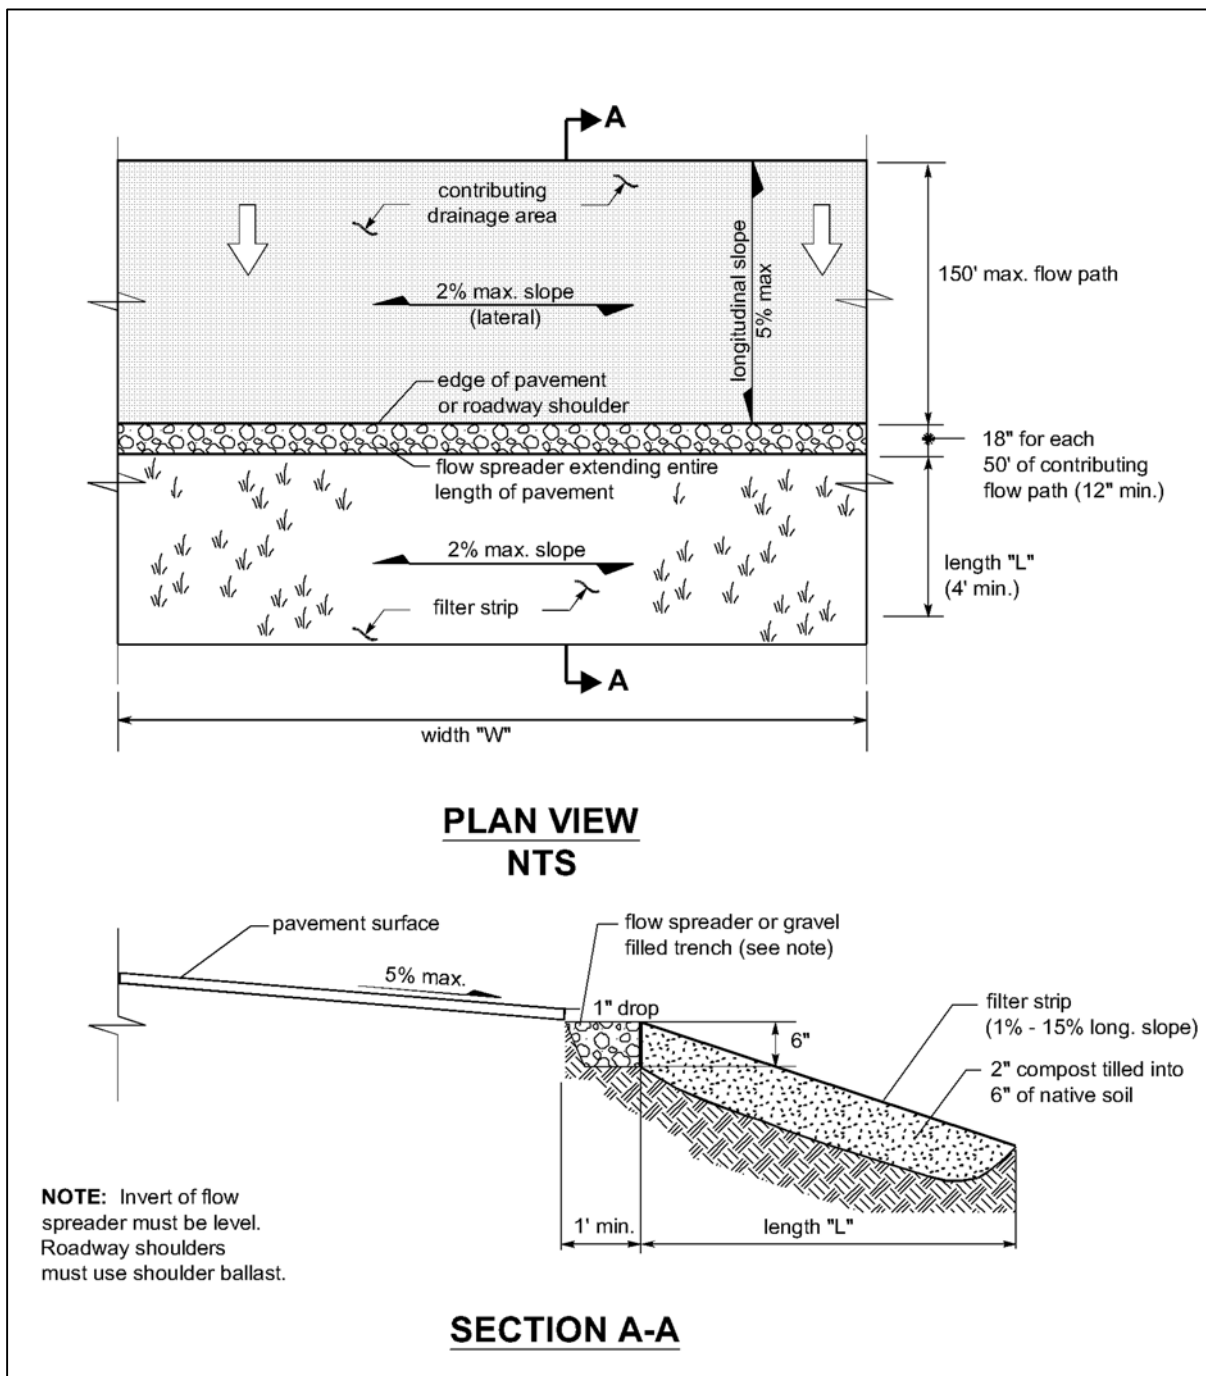 A
contributing
drainage area
longitudinal slope
5% max
150' max. flow path
2% max. slope
(lateral)
edge of pavement
or roadway shoulder
18" for each
50' of contributing
flow path (12" min.)
flow spreader extending entire
length of pavement
2% max. slope
length "L"
(4' min.)
filter strip
A
width "W"
PLAN VIEW
NTS
pavement surface
flow spreader or gravel
filled trench (see note)
5% max.
1" drop
6"
filter strip
(1% - 15% long. slope)
2" compost tilled into
6" of native soil
NOTE: Invert of flow
spreader must be level.
Roadway shoulders
must use shoulder ballast.
1' min.
length "L"
SECTION A-A